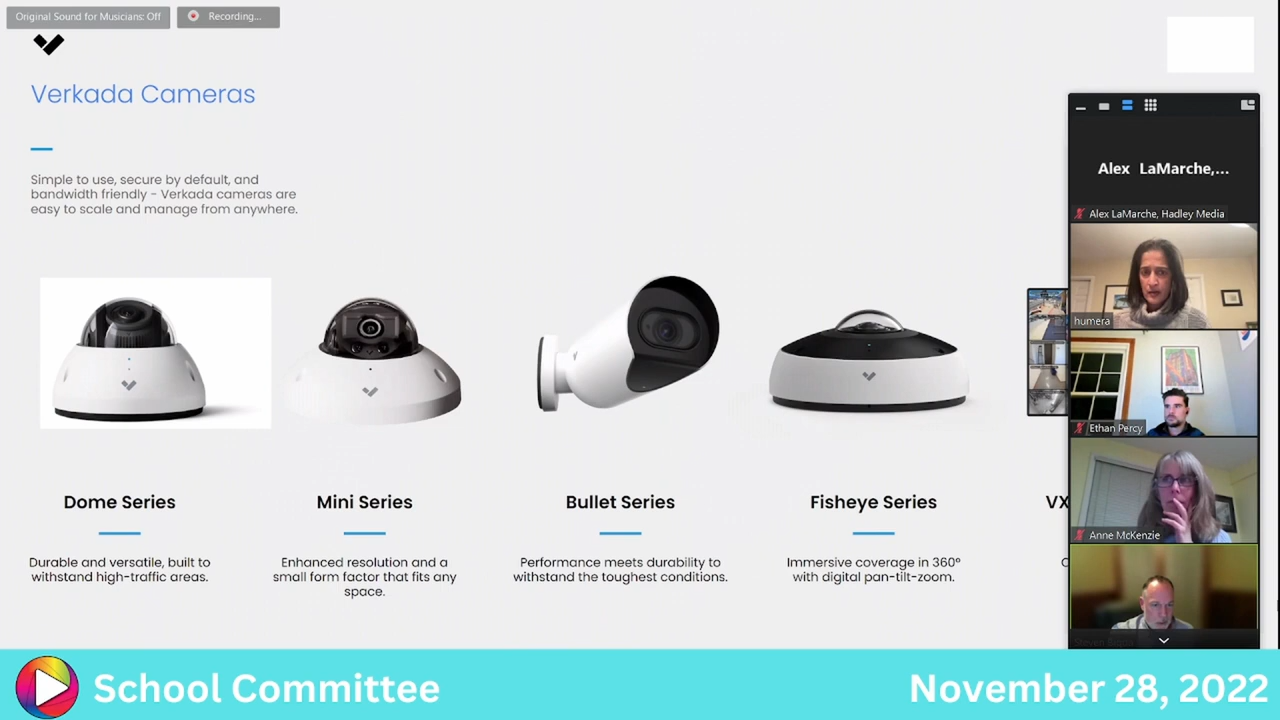 Original Sound for Musicians: Off
Recording...
Verkada Cameras
Simple to use, secure by default, and
bandwidth friendly - Verkada cameras are
easy to scale and manage from anywhere.
Alex LaMarche,...
Alex LaMarche, Hadley Media
humera
Ethan Percy
Anne McKenzie
Dome Series
Mini Series
Bullet Series
Fisheye Series
VX
Durable and versatile, built to
withstand high-traffic areas.
Enhanced resolution and a
small form factor that fits any
space.
Performance meets durability to
withstand the toughest conditions.
Immersive coverage in 360°
with digital pan-tilt-zoom.
School Committee
November 28, 2022